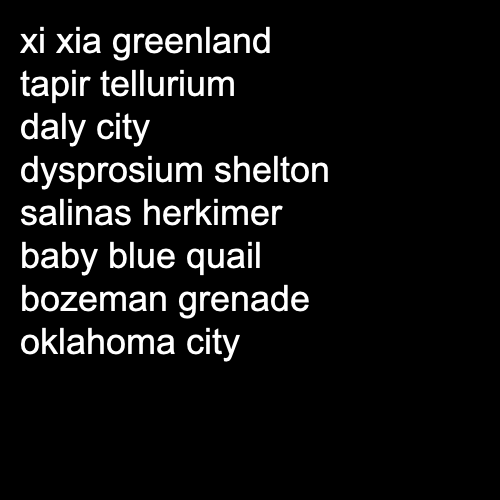 xi xia greenland
tapir tellurium
daly city
dysprosium shelton
salinas herkimer
baby blue quail
bozeman grenade
oklahoma city